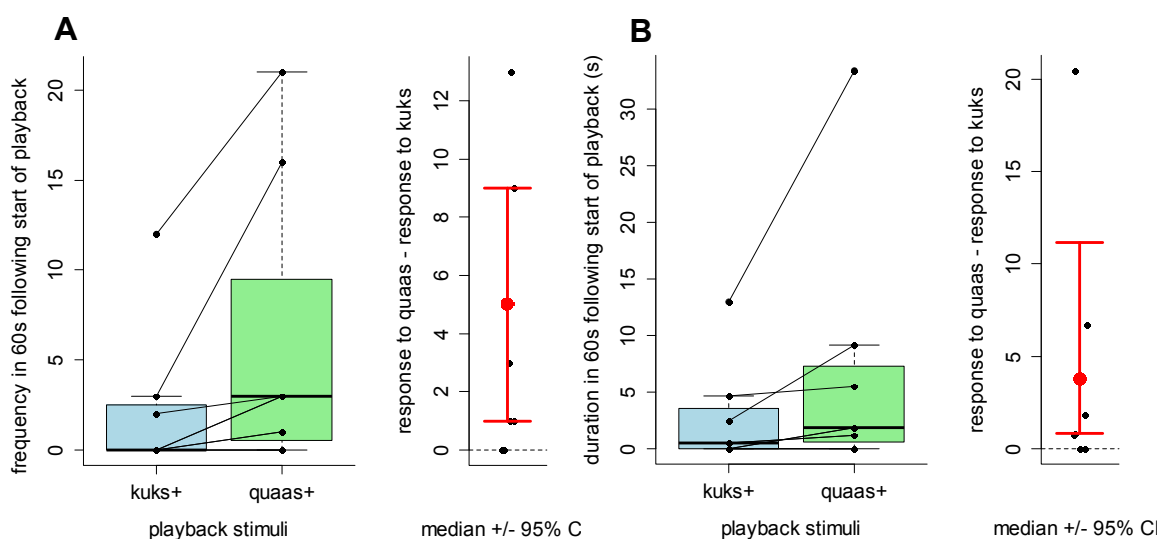 A
frequency in 60s following start of playback
20
15
10
5
0
kuks+ quaas+
playback stimuli
response to quaas - response to kuks
12
10
8
6
4
2
0
median +/- 95% C
B
duration in 60s following start of playback (s)
30
25
20
15
10
5
0
kuks+ quaas+
playback stimuli
response to quaas - response to kuks
20
15
10
5
0
median +/- 95% CI